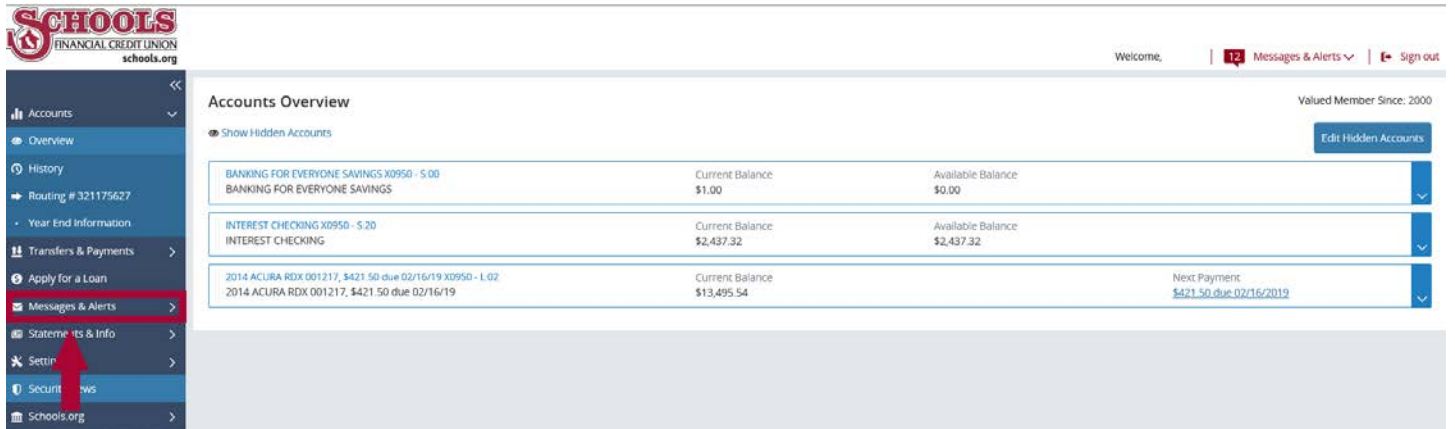 SCHOOLS
FINANCIAL CREDIT UNION
schools.org
Welcome,
12 Messages & Alerts
Sign out
Accounts
Overview
History
Routing # 321175627
Year End Information
Transfers & Payments
Apply for a Loan
Messages & Alerts
Statements & Info
Schools.org
Accounts Overview
Valued Member Since: 2000
Show Hidden Accounts
Edit Hidden Accounts
BANKING FOR EVERYONE SAVINGS X0950 - S:00
Current Balance
Available Balance
BANKING FOR EVERYONE SAVINGS
$1.00
$0.00
INTEREST CHECKING X0950 - S:20
Current Balance
Available Balance
INTEREST CHECKING
$2,437.32
$2,437.32
2014 ACURA RDX 001217, $421.50 due 02/16/19 X0950 - L:02
Current Balance
Next Payment
2014 ACURA RDX 001217, $421.50 due 02/16/19
$13,495.54
$421.50 due 02/16/2019